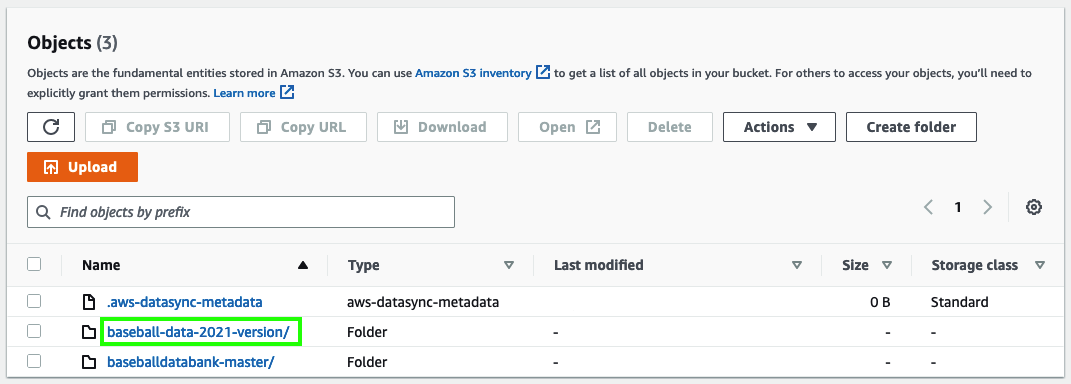 Objects (3)
Objects are the fundamental entities stored in Amazon S3. You can use Amazon S3 inventory to get a list of all objects in your bucket. For others to access your objects, you'll need to
explicitly grant them permissions. Learn more
Copy S3 URI Copy URL Download Open Delete Actions Create folder
Upload
Find objects by prefix 1
Name Type Last modified Size Storage class
.aws-datasync-metadata aws-datasync-metadata 0 B Standard
baseball-data-2021-version/ Folder - - -
baseballdatabank-master/ Folder - - -